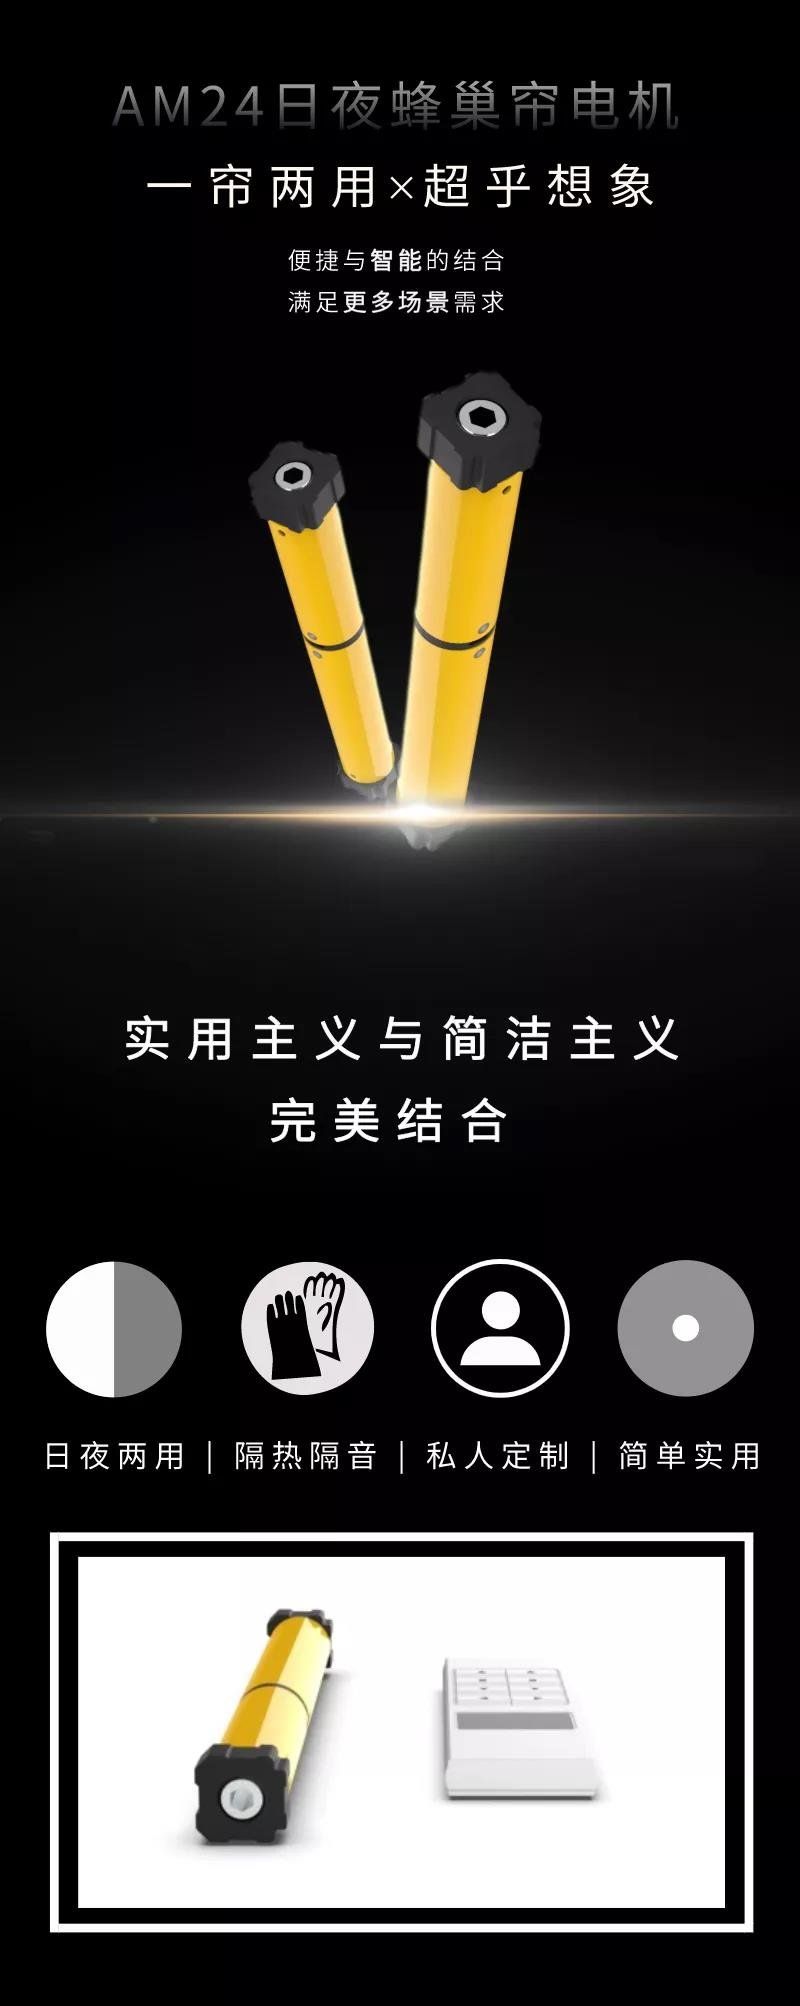 AM24日夜蜂巢帘电机
一帘两用×超乎想象
便捷与智能的结合
满足更多场景需求
实用主义与简洁主义
完美结合
日夜两用 | 隔热隔音 | 私人定制 | 简单实用